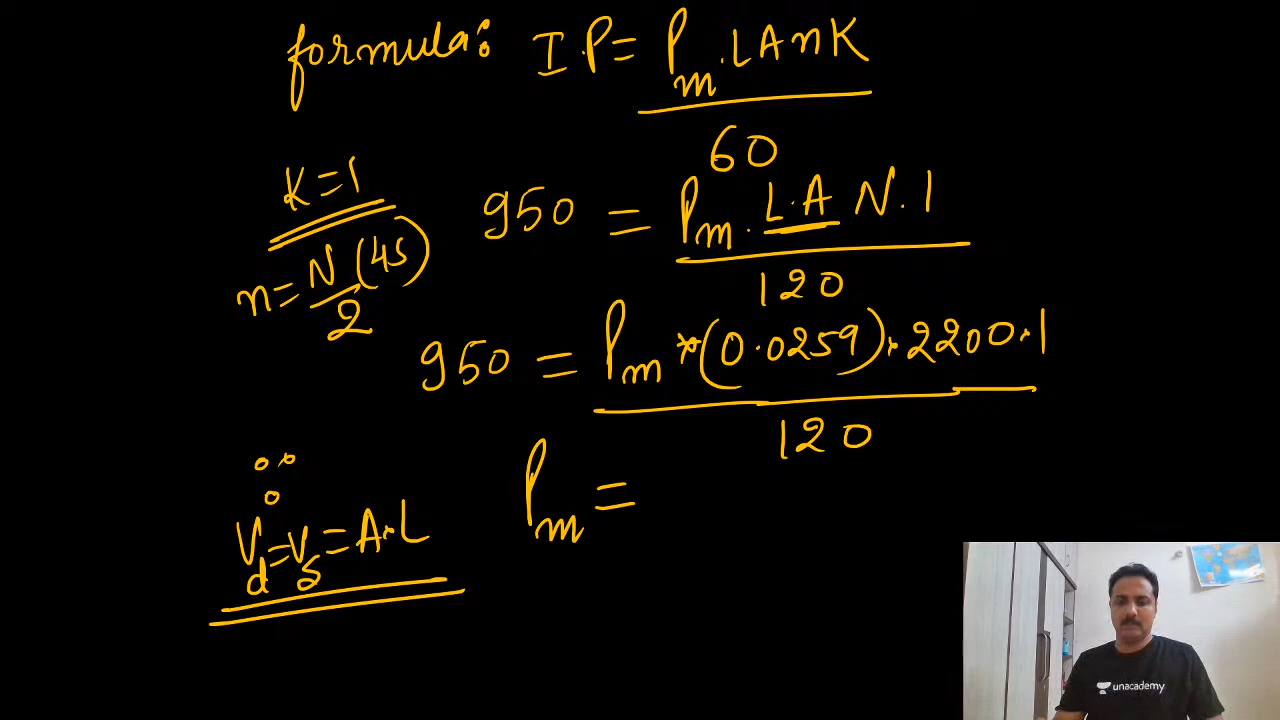 formula: I.P = Pm.LAnK
60
K=1
950 = Pm.L.A N.1
120
n=N/2 (4S)
950 = Pm*(0.0259)*2200*1
120
Pm =
Vd=Vs=A*L
unacademy